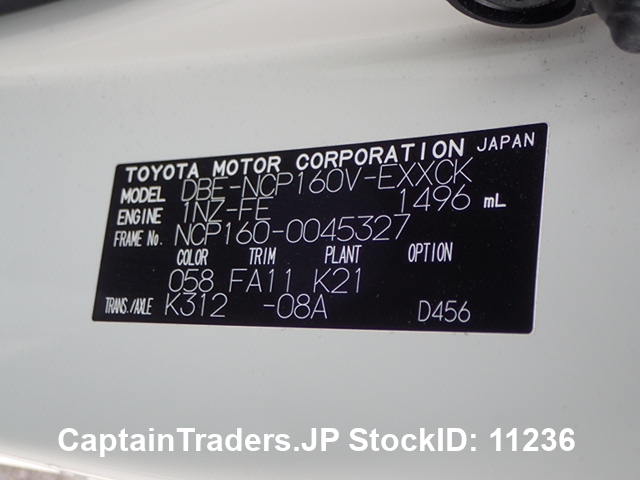 TOYOTA MOTOR CORPORATION JAPAN
MODEL DBE-NCP160V-EXXCK
ENGINE 1NZ-FE 1496 mL
FRAME No. NCP160-0045327
COLOR TRIM PLANT OPTION
058 FA11 K21
TRANS./AXLE K312 -08A D456
CaptainTraders.JP StockID: 11236